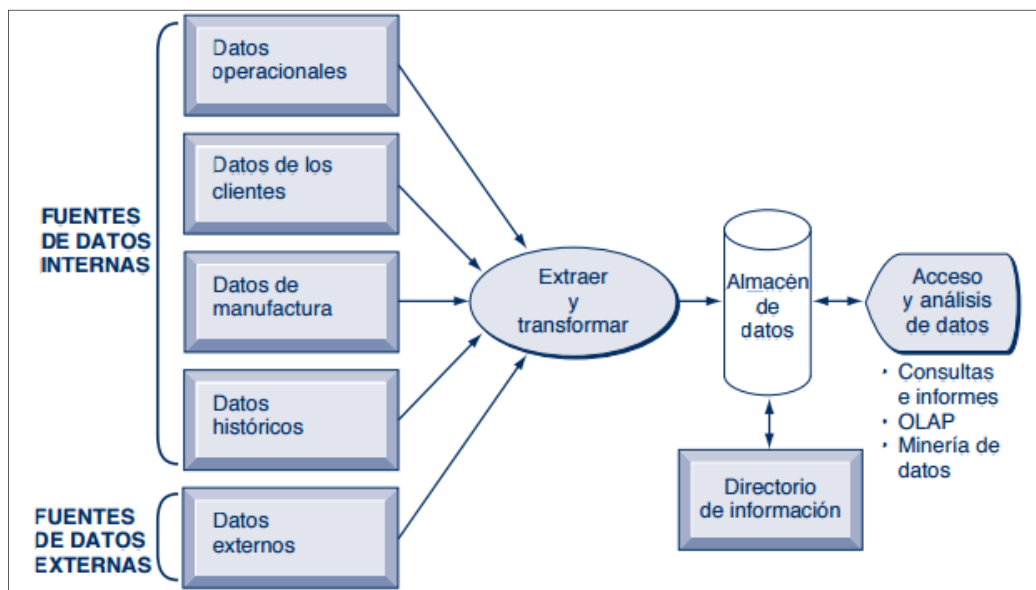 FUENTES
DE DATOS
INTERNAS
Datos
operacionales
Datos de los
clientes
Datos de
manufactura
Datos
históricos
FUENTES
DE DATOS
EXTERNAS
Datos
externos
Extraer
y
transformar
Almacén
de
datos
Directorio
de información
Acceso
y análisis
de datos
· Consultas
e informes
· OLAP
· Minería de
datos